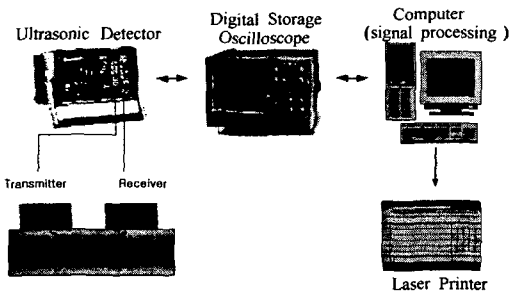 Ultrasonic Detector
Digital Storage
Oscilloscope
Computer
(signal processing )
Transmitter
Receiver
Laser Printer